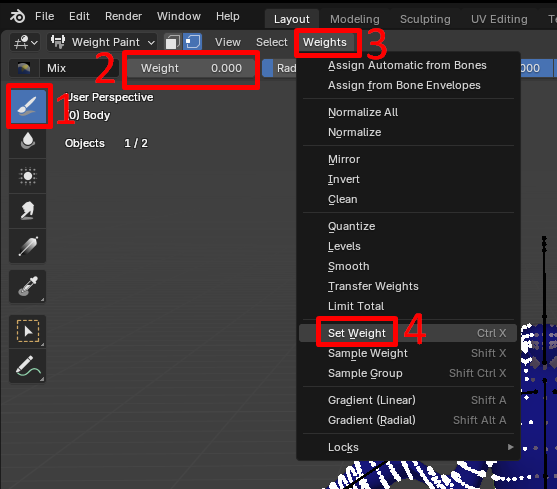 File Edit Render Window Help Layout Modeling Sculpting UV Editing
Weight Paint View Select Weights 3
Mix 2 Weight 0.000 Rad 000
1 User Perspective
(0) Body
Objects 1 / 2
Assign Automatic from Bones
Assign from Bone Envelopes
Normalize All
Normalize
Mirror
Invert
Clean
Quantize
Levels
Smooth
Transfer Weights
Limit Total
Set Weight 4 Ctrl X
Sample Weight Shift X
Sample Group Shift Ctrl X
Gradient (Linear) Shift A
Gradient (Radial) Shift Alt A
Locks